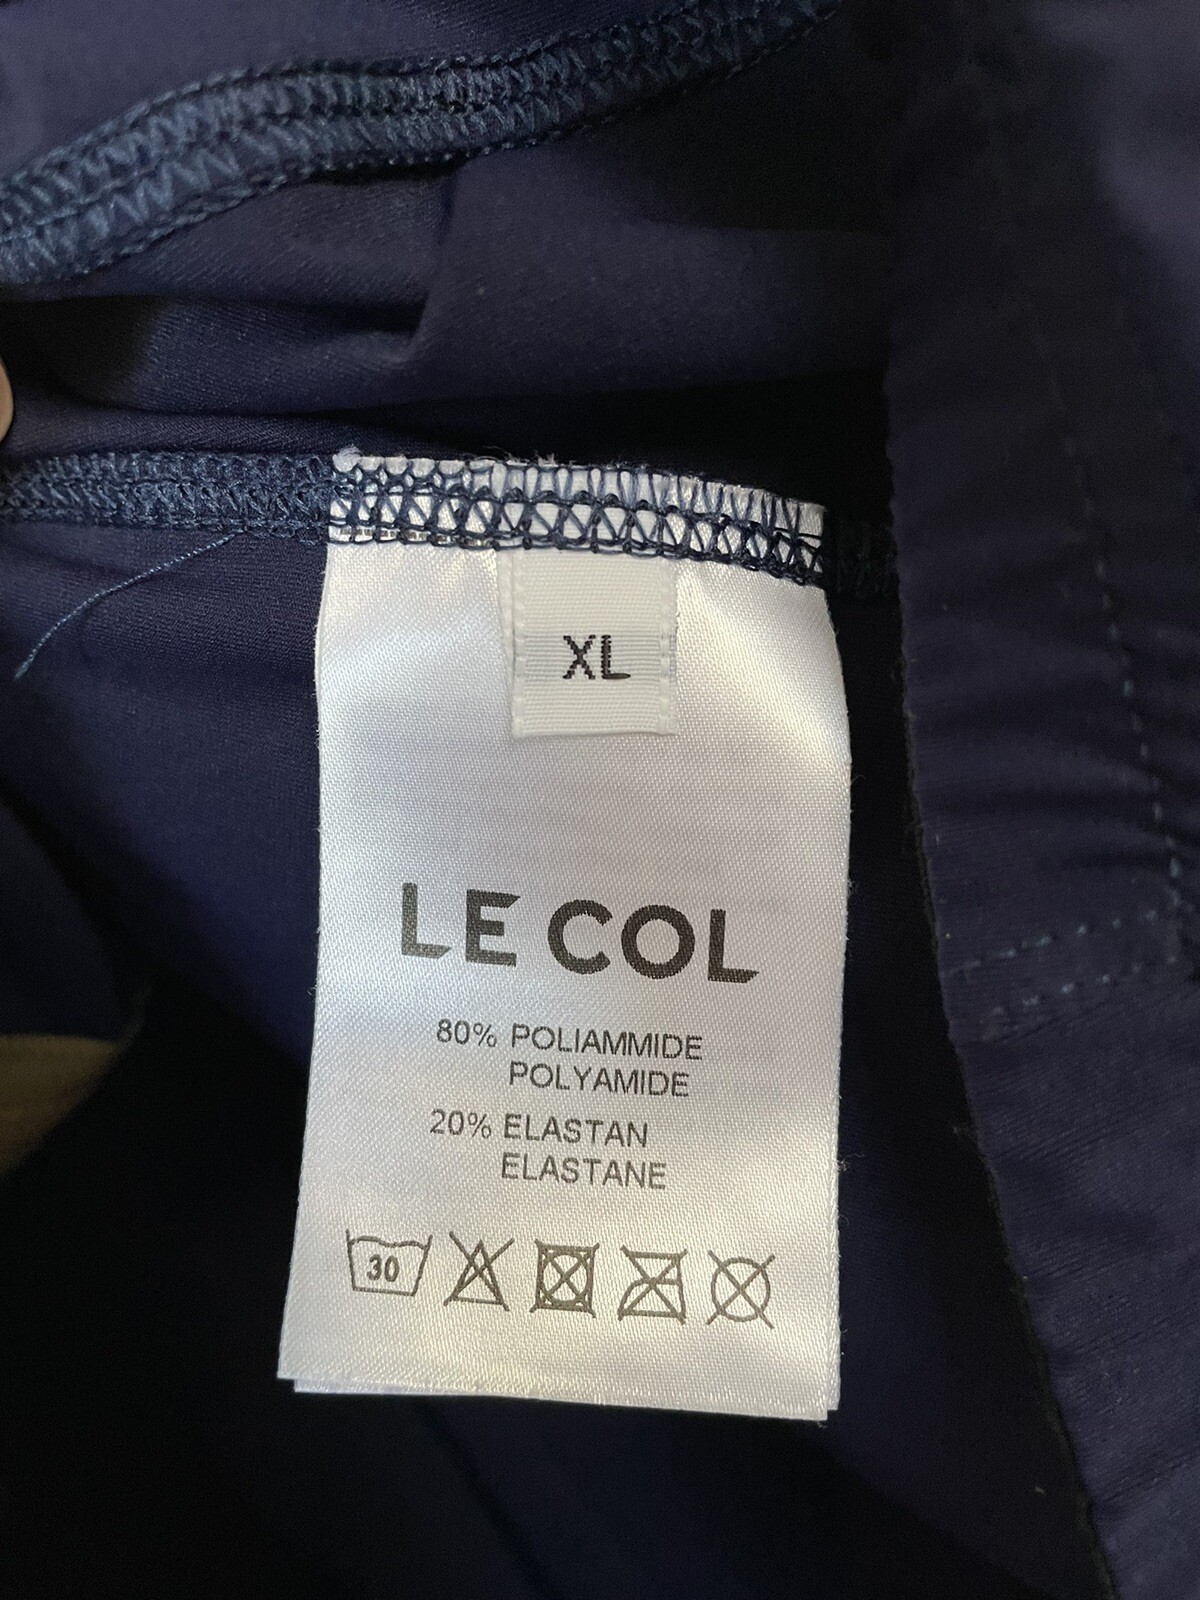 XL
LE COL
80% POLIAMMIDE
POLYAMIDE
20% ELASTAN
ELASTANE
30